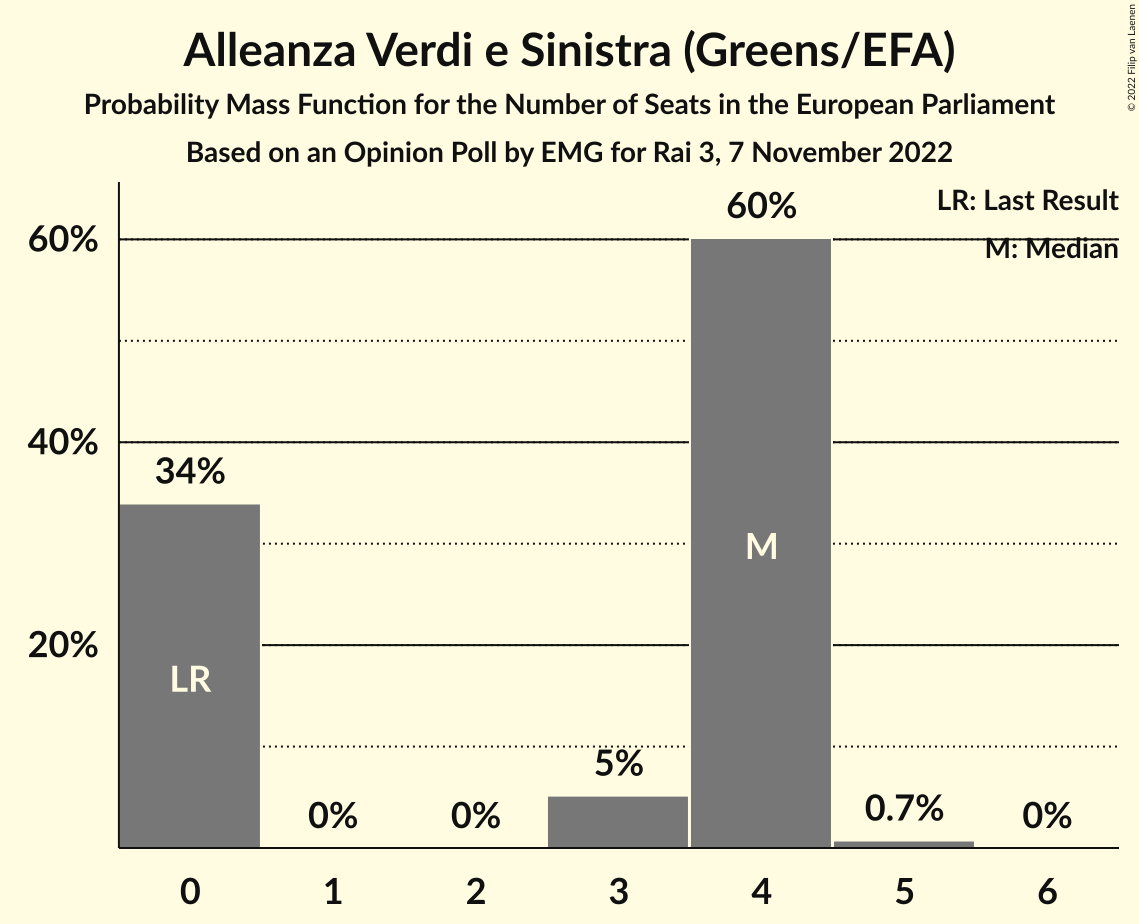 Alleanza Verdi e Sinistra (Greens/EFA)
Probability Mass Function for the Number of Seats in the European Parliament
Based on an Opinion Poll by EMG for Rai 3, 7 November 2022
© 2022 Filip van Laenen
LR: Last Result
M: Median
60%
40%
20%
34%
0%
0%
5%
60%
0.7%
0%
LR
M
0 1 2 3 4 5 6